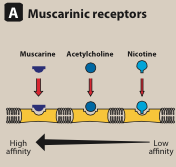 A Muscarinic receptors
Muscarine Acetylcholine Nicotine
High affinity
Low affinity